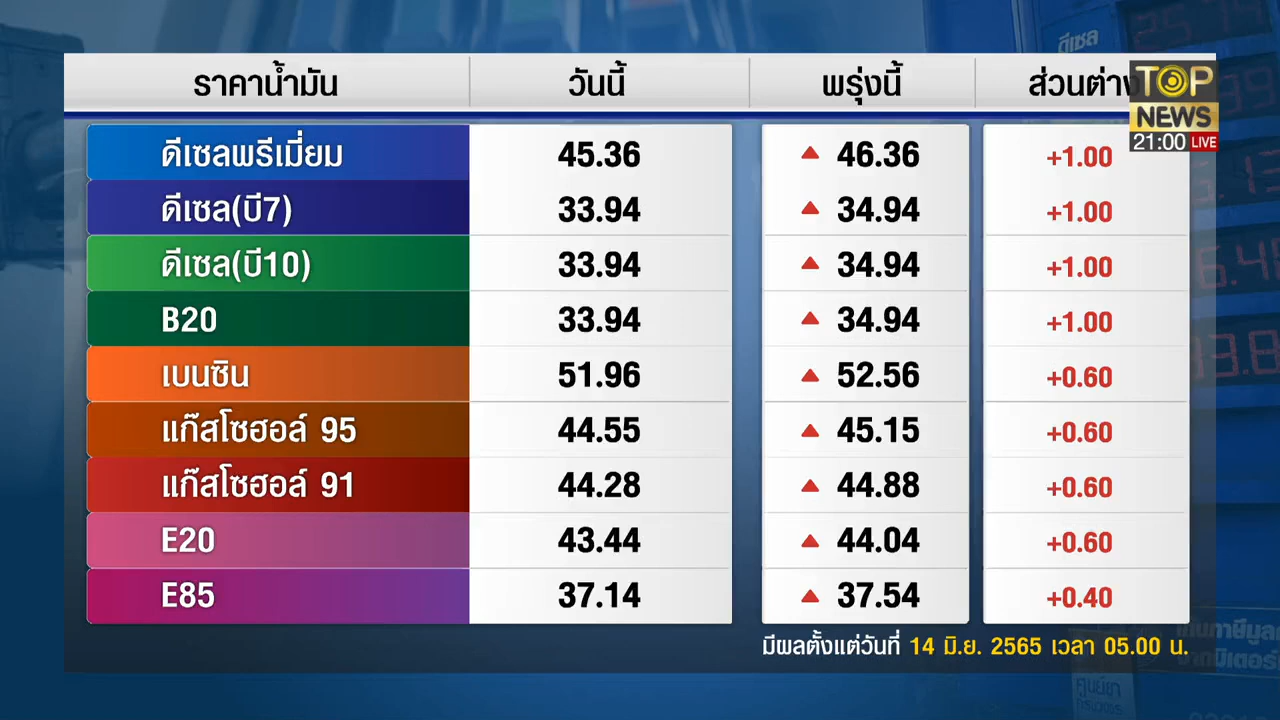 ราคาน้ำมัน วันนี้ พรุ่งนี้ ส่วนต่าง
TOP
NEWS
21:00 LIVE
ดีเซลพรีเมี่ยม 45.36 46.36 +1.00
ดีเซล(บี7) 33.94 34.94 +1.00
ดีเซล(บี10) 33.94 34.94 +1.00
B20 33.94 34.94 +1.00
เบนซิน 51.96 52.56 +0.60
แก๊สโซฮอล์ 95 44.55 45.15 +0.60
แก๊สโซฮอล์ 91 44.28 44.88 +0.60
E20 43.44 44.04 +0.60
E85 37.14 37.54 +0.40
มีผลตั้งแต่วันที่ 14 มิ.ย. 2565 เวลา 05.00 น.
ดีเซล